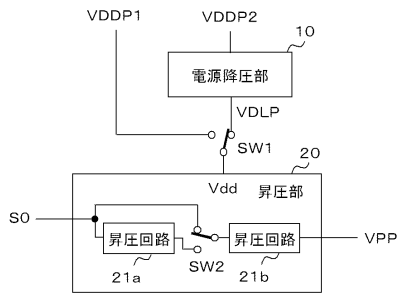 VDDP1
VDDP2
10
電源降圧部
VDLP
SW1
20
Vdd
昇圧部
S0
昇圧回路
昇圧回路
VPP
21a
SW2
21b